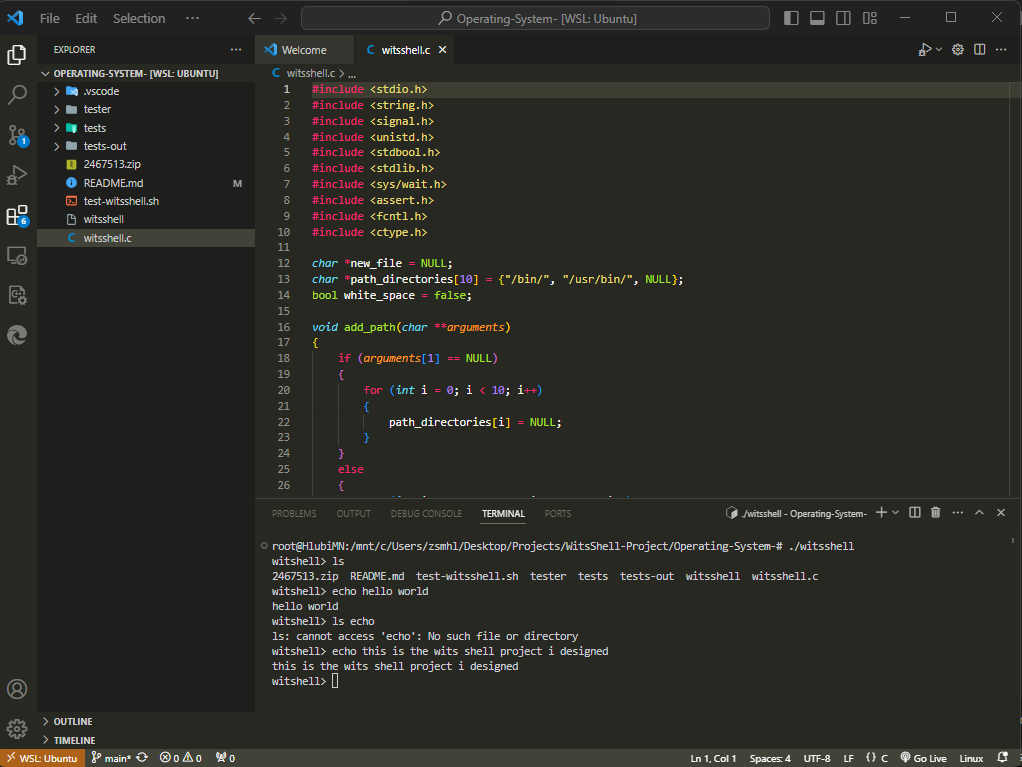 File Edit Selection ··· Operating-System- [WSL: Ubuntu]
EXPLORER ···
Welcome
C witsshell.c
OPERATING-SYSTEM- [WSL: UBUNTU]
.vscode
tester
tests
tests-out
2467513.zip
README.md M
test-witsshell.sh
witsshell
C witsshell.c
1
6
C witsshell.c > ...
1 #include <stdio.h>
2 #include <string.h>
3 #include <signal.h>
4 #include <unistd.h>
5 #include <stdbool.h>
6 #include <stdlib.h>
7 #include <sys/wait.h>
8 #include <assert.h>
9 #include <fcntl.h>
10 #include <ctype.h>
11
12 char *new_file = NULL;
13 char *path_directories[10] = {"/bin/", "/usr/bin/", NULL};
14 bool white_space = false;
15
16 void add_path(char **arguments)
17 {
18 if (arguments[1] == NULL)
19 {
20 for (int i = 0; i < 10; i++)
21 {
22 path_directories[i] = NULL;
23 }
24 }
25 else
26 {
PROBLEMS OUTPUT DEBUG CONSOLE TERMINAL PORTS ./witsshell - Operating-System-
root@HlubiMN:/mnt/c/Users/zsmhl/Desktop/Projects/WitsShell-Project/Operating-System-# ./witsshell
witshell> ls
2467513.zip README.md test-witsshell.sh tester tests tests-out witsshell witsshell.c
witshell> echo hello world
hello world
witshell> ls echo
ls: cannot access 'echo': No such file or directory
witshell> echo this is the wits shell project i designed
this is the wits shell project i designed
witshell>
OUTLINE
TIMELINE
WSL: Ubuntu main* 0 0 0 Ln 1, Col 1 Spaces: 4 UTF-8 LF {} C Go Live Linux